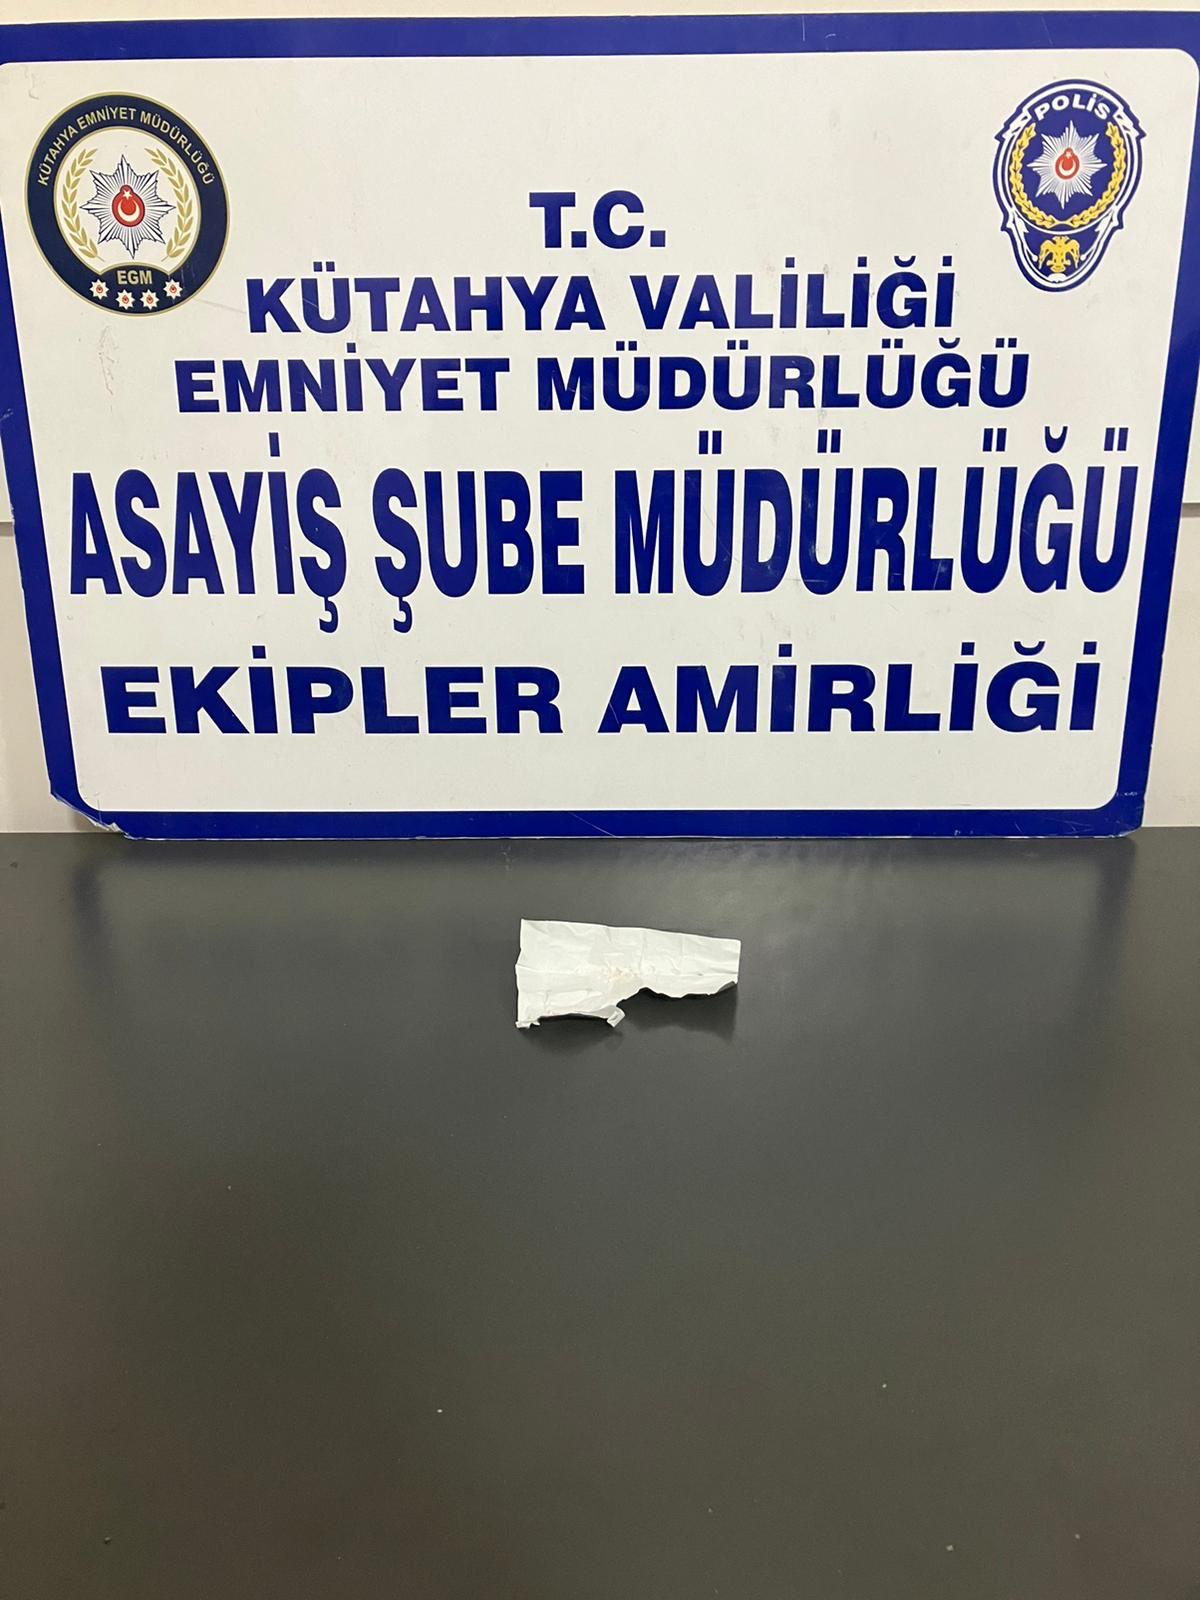 KÜTAHYA EMNİYET MÜDÜRLÜĞÜ
EGM
POLİS
T.C.
KÜTAHYA VALİLİĞİ
EMNİYET MÜDÜRLÜĞÜ
ASAYİŞ ŞUBE MÜDÜRLÜĞÜ
EKİPLER AMİRLİĞİ